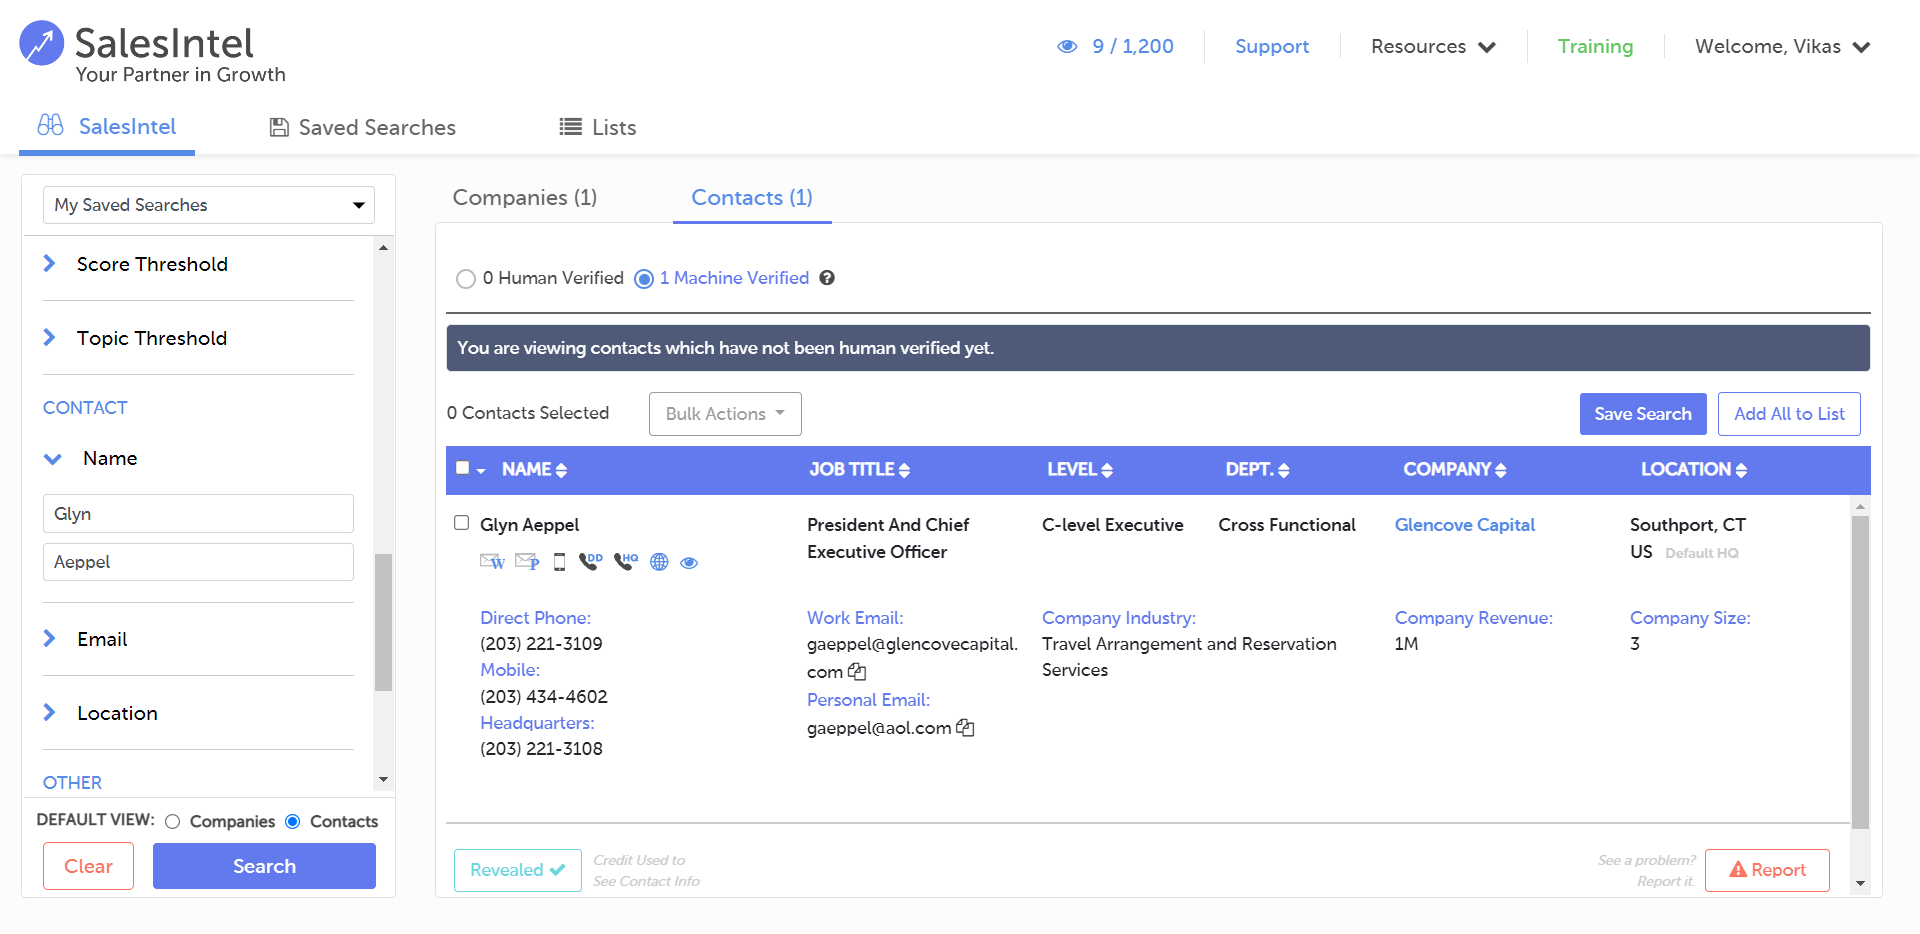 SalesIntel
Your Partner in Growth
9 / 1,200
Support
Resources
Training
Welcome, Vikas
SalesIntel
Saved Searches
Lists
My Saved Searches
Score Threshold
Topic Threshold
CONTACT
Name
Glyn
Aeppel
Email
Location
OTHER
DEFAULT VIEW: Companies Contacts
Clear
Search
Companies (1)
Contacts (1)
0 Human Verified 1 Machine Verified ?
You are viewing contacts which have not been human verified yet.
0 Contacts Selected
Bulk Actions
Save Search
Add All to List
NAME JOB TITLE LEVEL DEPT. COMPANY LOCATION
Glyn Aeppel
W P DD HQ
President And Chief
Executive Officer
C-level Executive
Cross Functional
Glencove Capital
Southport, CT
US Default HQ
Direct Phone:
(203) 221-3109
Mobile:
(203) 434-4602
Headquarters:
(203) 221-3108
Work Email:
gaeppel@glencovecapital.
com
Personal Email:
gaeppel@aol.com
Company Industry:
Travel Arrangement and Reservation
Services
Company Revenue:
1M
Company Size:
3
Revealed
Credit Used to
See Contact Info
See a problem?
Report it.
Report